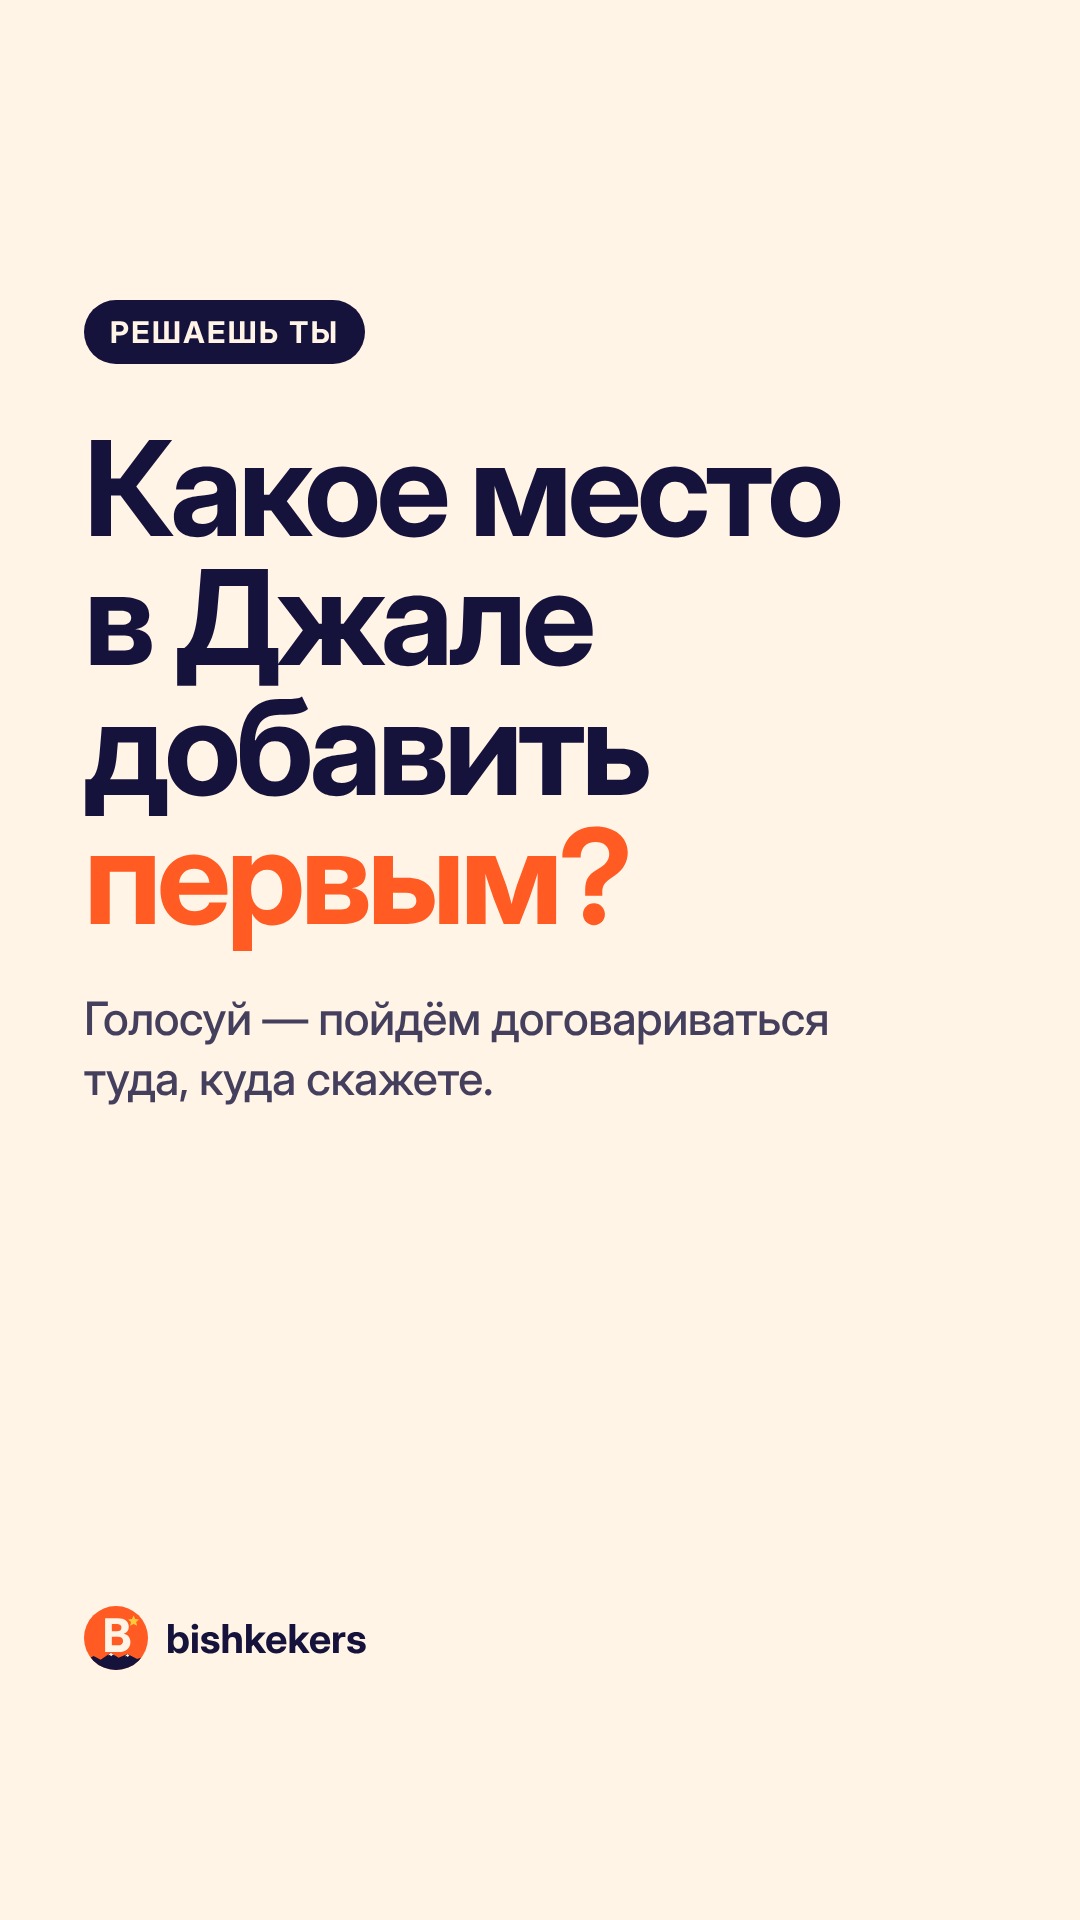 РЕШАЕШЬ ТЫ
Какое место
в Джале
добавить
первым?
Голосуй — пойдём договариваться
туда, куда скажете.
B bishkekers